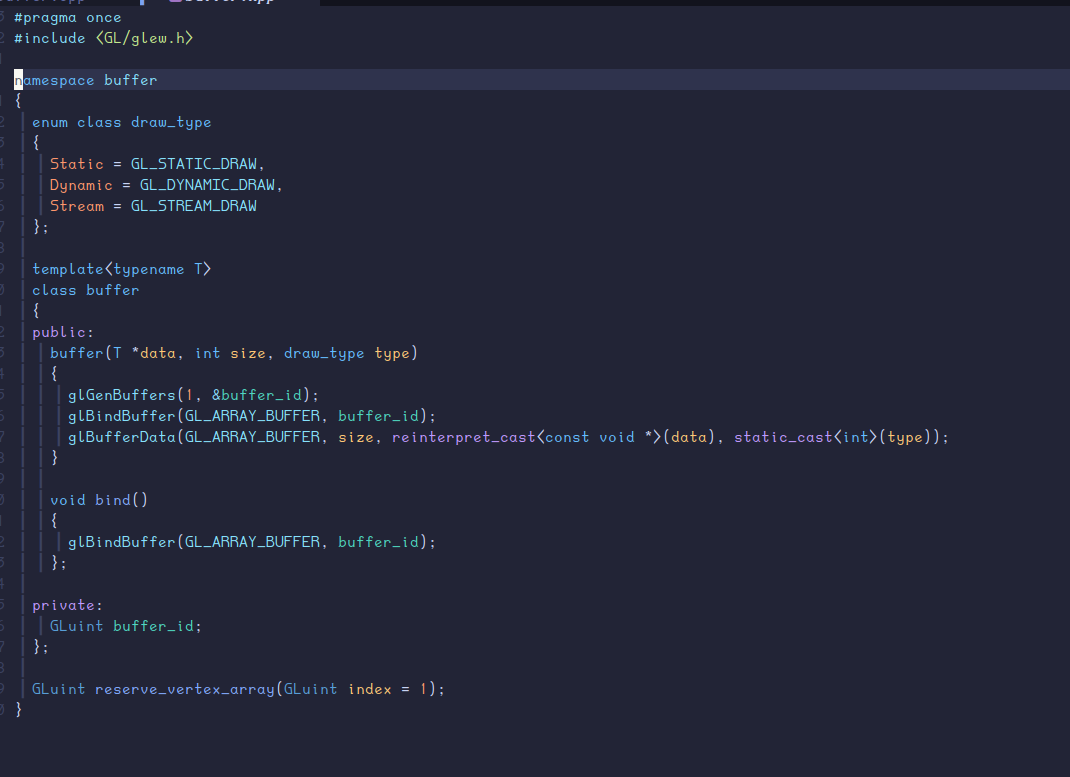 #pragma once
#include <GL/glew.h>
namespace buffer
{
enum class draw_type
{
Static = GL_STATIC_DRAW,
Dynamic = GL_DYNAMIC_DRAW,
Stream = GL_STREAM_DRAW
};
template<typename T>
class buffer
{
public:
buffer(T *data, int size, draw_type type)
{
glGenBuffers(1, &buffer_id);
glBindBuffer(GL_ARRAY_BUFFER, buffer_id);
glBufferData(GL_ARRAY_BUFFER, size, reinterpret_cast<const void *>(data), static_cast<int>(type));
}
void bind()
{
glBindBuffer(GL_ARRAY_BUFFER, buffer_id);
};
private:
GLuint buffer_id;
};
GLuint reserve_vertex_array(GLuint index = 1);
}